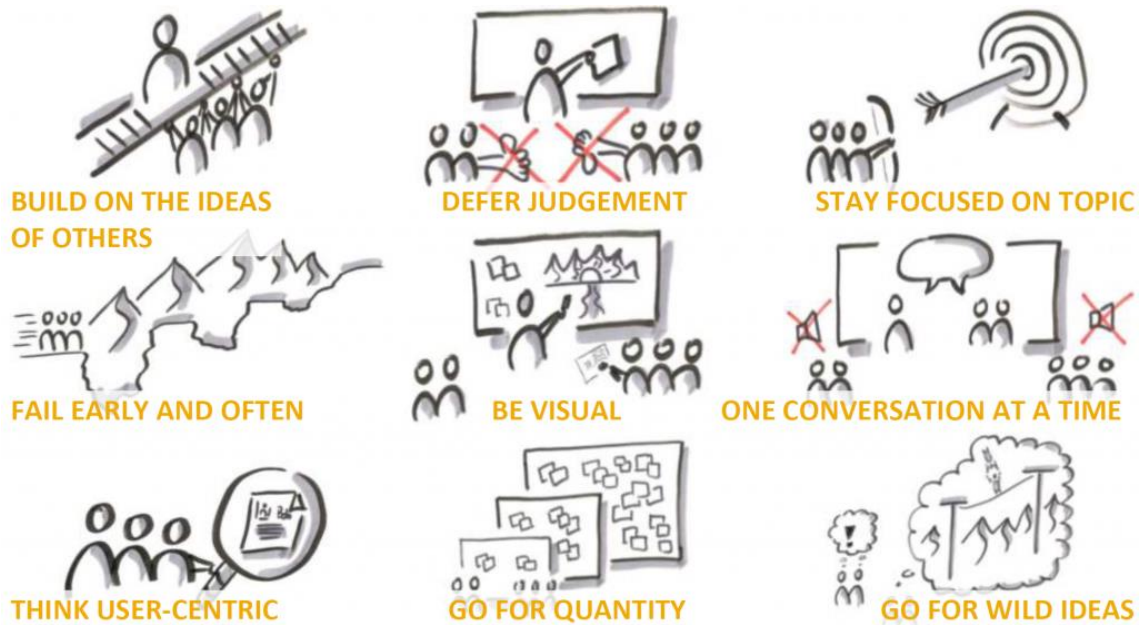 BUILD ON THE IDEAS
OF OTHERS
DEFER JUDGEMENT
STAY FOCUSED ON TOPIC
FAIL EARLY AND OFTEN
BE VISUAL
ONE CONVERSATION AT A TIME
THINK USER-CENTRIC
GO FOR QUANTITY
GO FOR WILD IDEAS